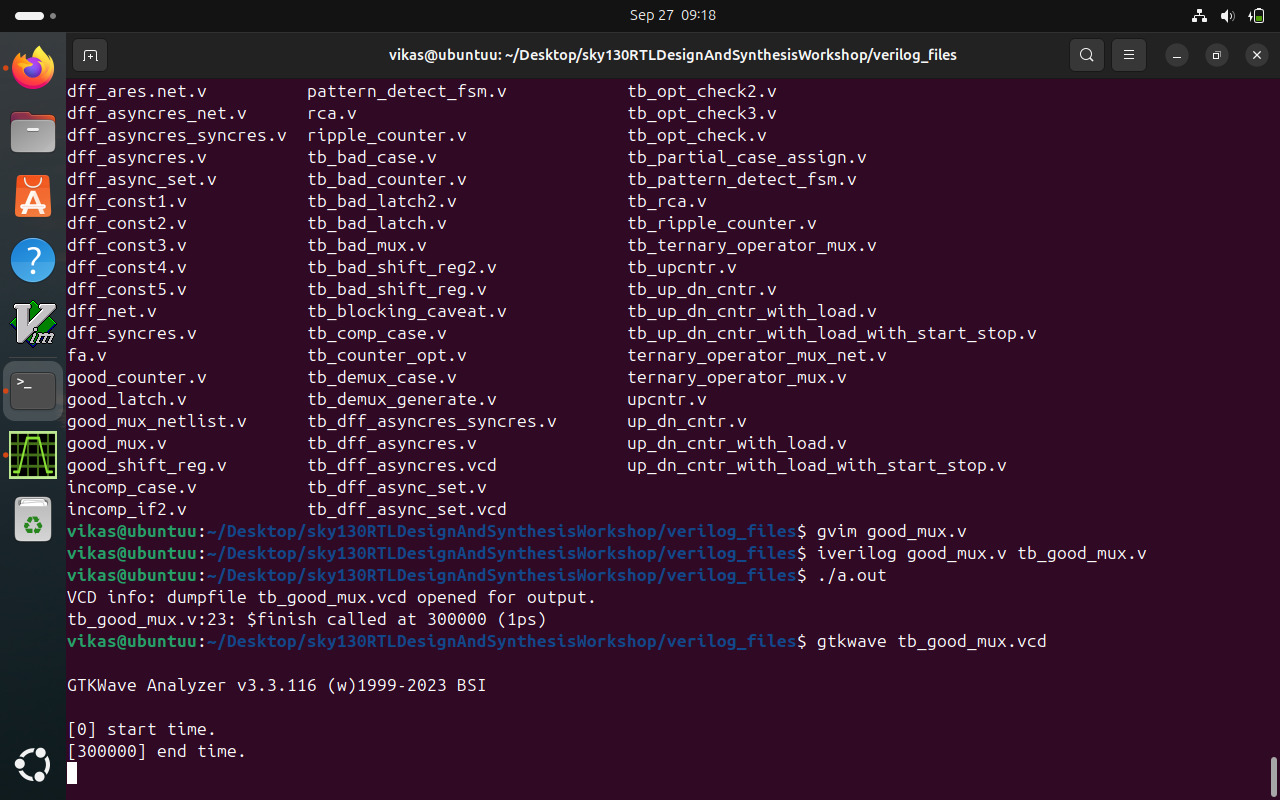 Sep 27 09:18
vikas@ubuntuu: ~/Desktop/sky130RTLDesignAndSynthesisWorkshop/verilog_files
dff_ares.net.v pattern_detect_fsm.v tb_opt_check2.v
dff_asyncres_net.v rca.v tb_opt_check3.v
dff_asyncres_syncres.v ripple_counter.v tb_opt_check.v
dff_asyncres.v tb_bad_case.v tb_partial_case_assign.v
dff_async_set.v tb_bad_counter.v tb_pattern_detect_fsm.v
dff_const1.v tb_bad_latch2.v tb_rca.v
dff_const2.v tb_bad_latch.v tb_ripple_counter.v
dff_const3.v tb_bad_mux.v tb_ternary_operator_mux.v
dff_const4.v tb_bad_shift_reg2.v tb_upcntr.v
dff_const5.v tb_bad_shift_reg.v tb_up_dn_cntr.v
dff_net.v tb_blocking_caveat.v tb_up_dn_cntr_with_load.v
dff_syncres.v tb_comp_case.v tb_up_dn_cntr_with_load_with_start_stop.v
fa.v tb_counter_opt.v ternary_operator_mux_net.v
good_counter.v tb_demux_case.v ternary_operator_mux.v
good_latch.v tb_demux_generate.v upcntr.v
good_mux_netlist.v tb_dff_asyncres_syncres.v up_dn_cntr.v
good_mux.v tb_dff_asyncres.v up_dn_cntr_with_load.v
good_shift_reg.v tb_dff_asyncres.vcd up_dn_cntr_with_load_with_start_stop.v
incomp_case.v tb_dff_async_set.v
incomp_if2.v tb_dff_async_set.vcd
vikas@ubuntuu:~/Desktop/sky130RTLDesignAndSynthesisWorkshop/verilog_files$ gvim good_mux.v
vikas@ubuntuu:~/Desktop/sky130RTLDesignAndSynthesisWorkshop/verilog_files$ iverilog good_mux.v tb_good_mux.v
vikas@ubuntuu:~/Desktop/sky130RTLDesignAndSynthesisWorkshop/verilog_files$ ./a.out
VCD info: dumpfile tb_good_mux.vcd opened for output.
tb_good_mux.v:23: $finish called at 300000 (1ps)
vikas@ubuntuu:~/Desktop/sky130RTLDesignAndSynthesisWorkshop/verilog_files$ gtkwave tb_good_mux.vcd
GTKWave Analyzer v3.3.116 (w)1999-2023 BSI
[0] start time.
[300000] end time.